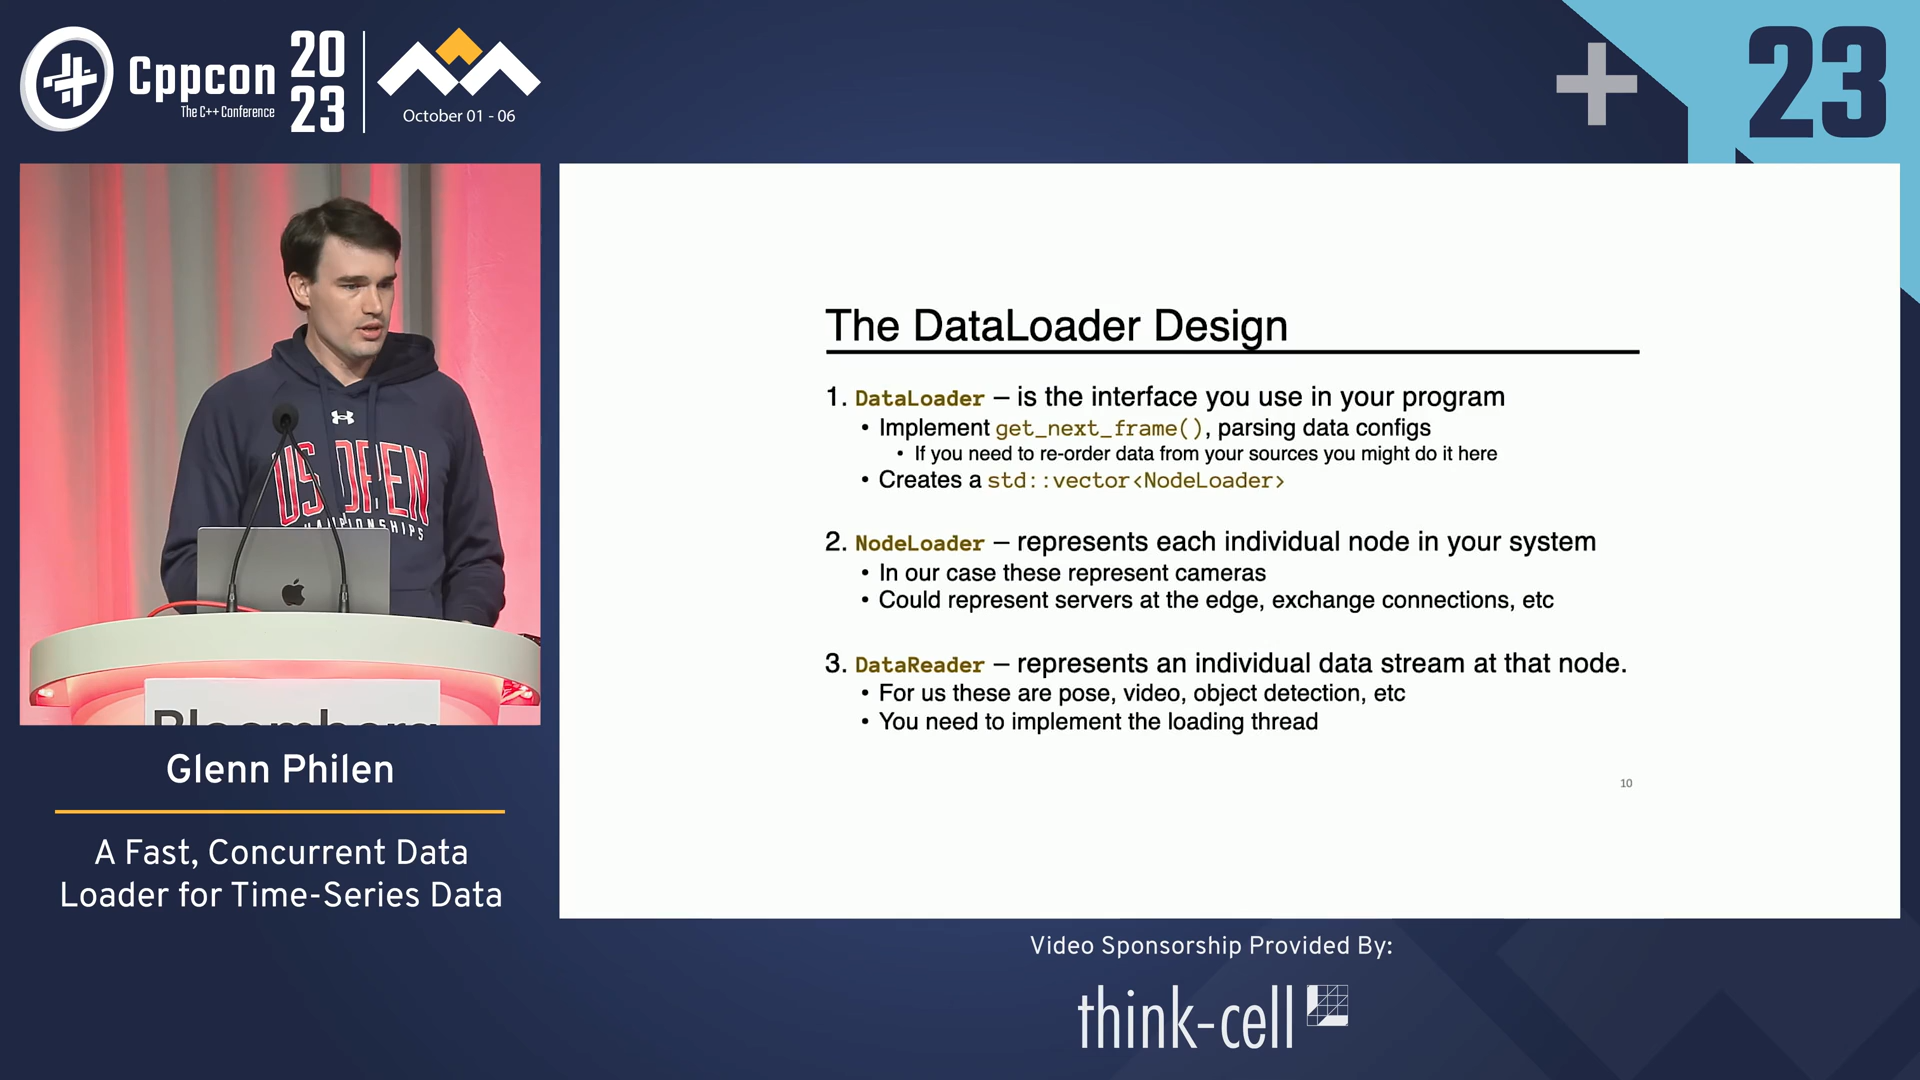 Cppcon
The C++ Conference
20
23
October 01 - 06
23
US OPEN
CHAMPIONSHIPS
Bloomberg
Glenn Philen
A Fast, Concurrent Data
Loader for Time-Series Data
The DataLoader Design
1. DataLoader – is the interface you use in your program
• Implement get_next_frame(), parsing data configs
• If you need to re-order data from your sources you might do it here
• Creates a std::vector<NodeLoader>
2. NodeLoader – represents each individual node in your system
• In our case these represent cameras
• Could represent servers at the edge, exchange connections, etc
3. DataReader – represents an individual data stream at that node.
• For us these are pose, video, object detection, etc
• You need to implement the loading thread
10
Video Sponsorship Provided By:
think-cell